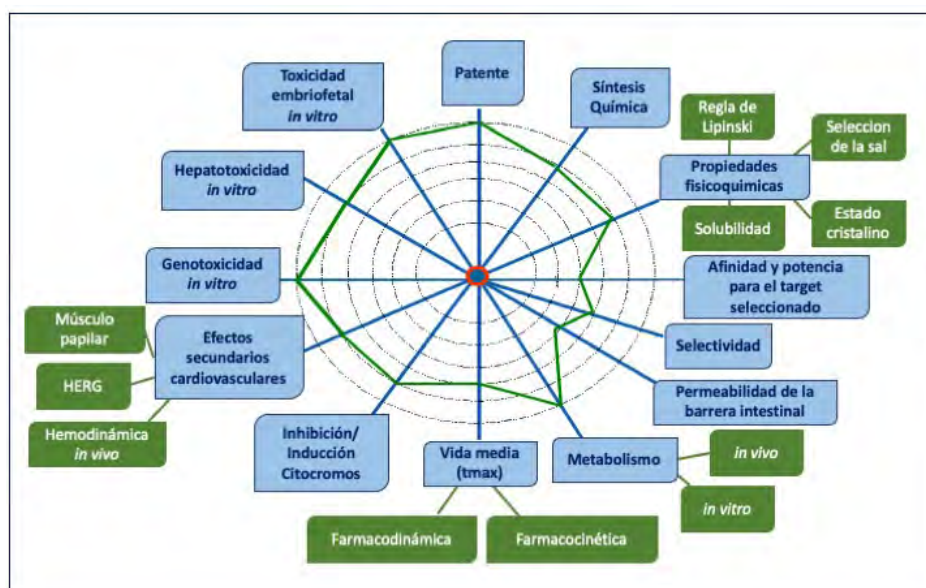 Patente
Síntesis
Química
Regla de
Lipinski
Seleccion
de la sal
Propiedades
fisicoquimicas
Solubilidad
Estado
cristalino
Afinidad y potencia
para el target
seleccionado
Selectividad
Permeabilidad de la
barrera intestinal
Metabolismo
in vivo
in vitro
Vida media
(tmax)
Farmacodinámica
Farmacocinética
Inhibición/
Inducción
Citocromos
Efectos
secundarios
cardiovasculares
Músculo
papilar
HERG
Hemodinámica
in vivo
Genotoxicidad
in vitro
Hepatotoxicidad
in vitro
Toxicidad
embriofetal
in vitro